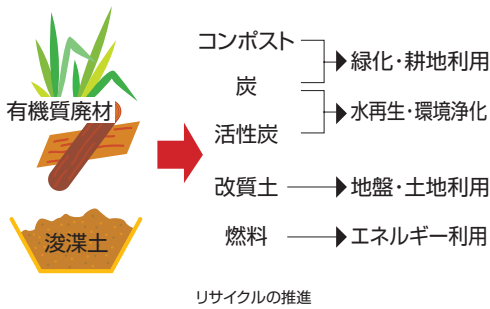 有機質廃材
浚渫土
コンポスト
炭
活性炭
改質土
燃料
緑化・耕地利用
水再生・環境浄化
地盤・土地利用
エネルギー利用
リサイクルの推進